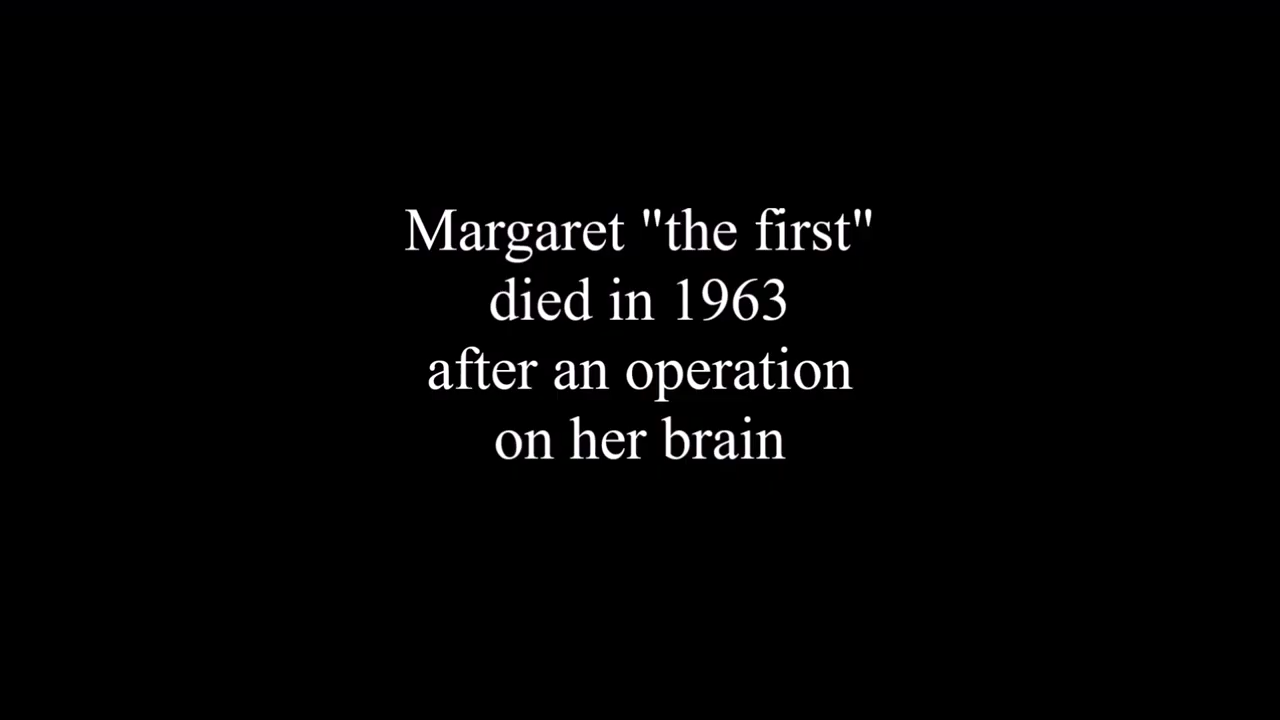 Margaret "the first"
died in 1963
after an operation
on her brain